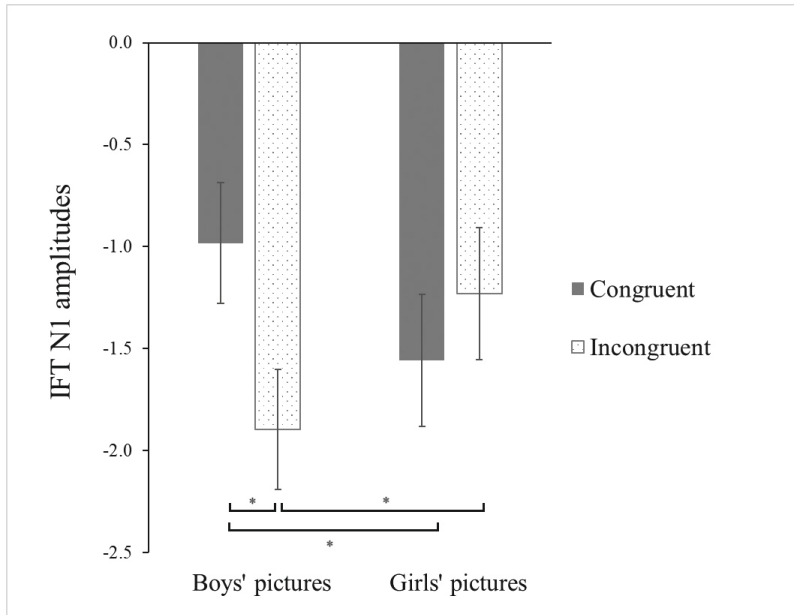 0.0
-0.5
-1.0
-1.5
-2.0
-2.5
IFT N1 amplitudes
Congruent
Incongruent
*
*
*
Boys' pictures
Girls' pictures